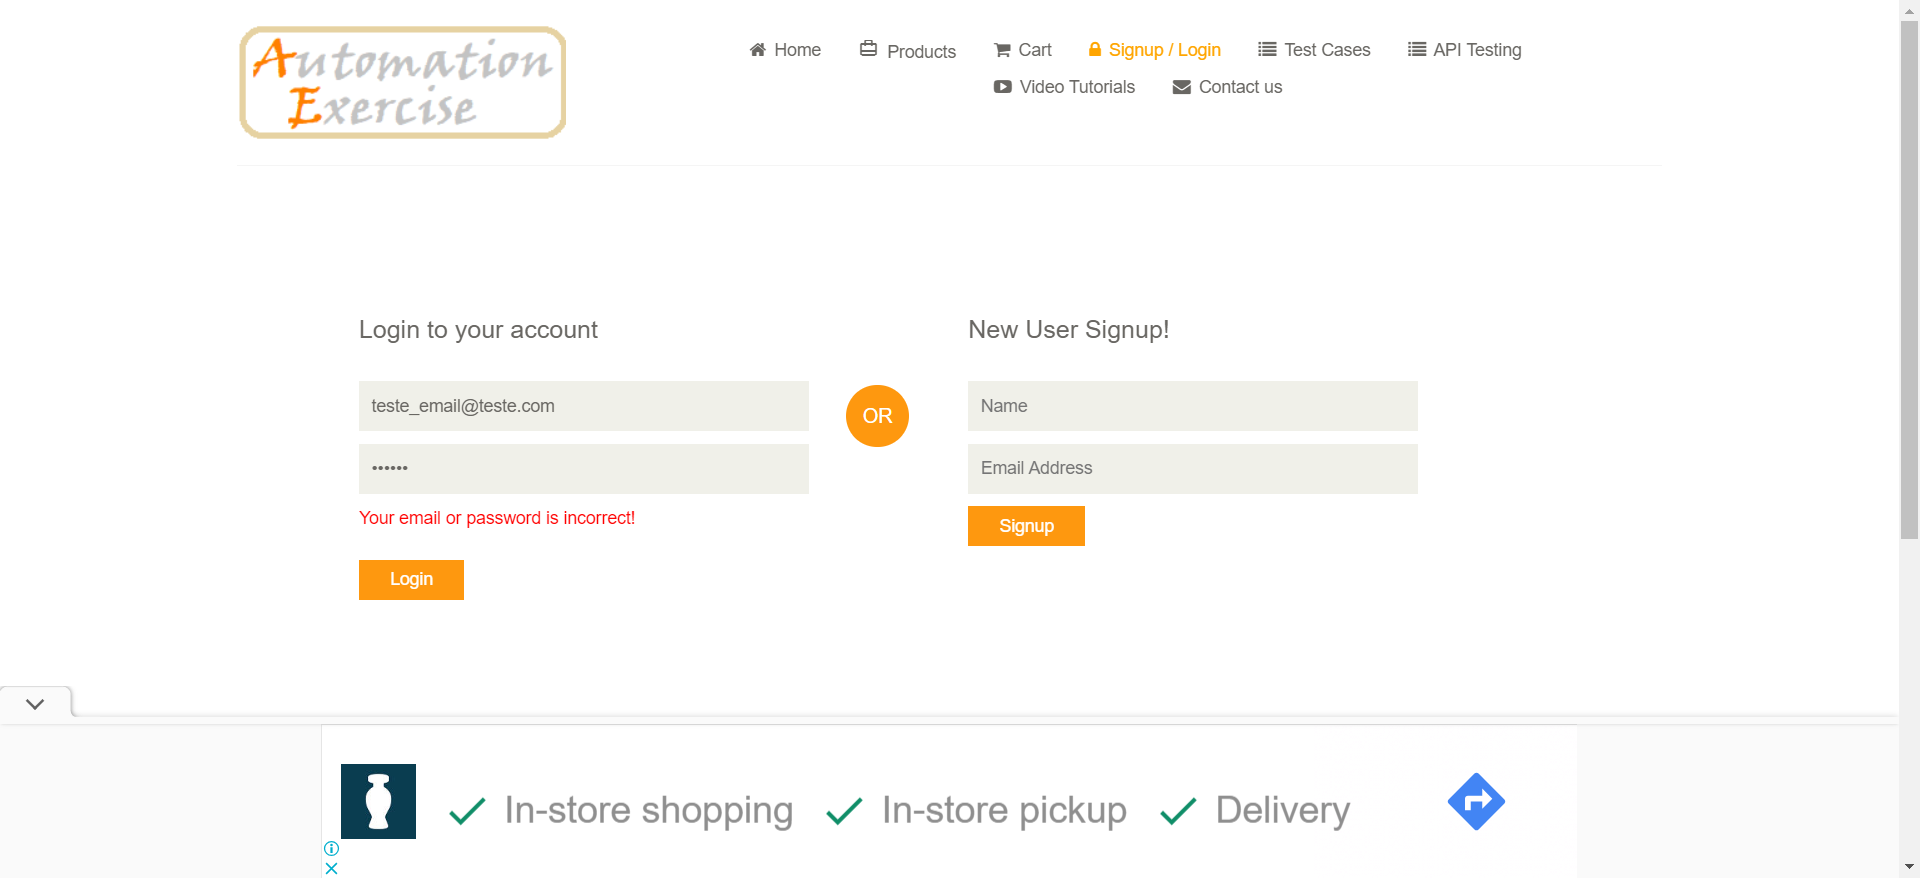 Automation
Exercise
Home
Products
Cart
Signup / Login
Test Cases
API Testing
Video Tutorials
Contact us
Login to your account
teste_email@teste.com
••••••
Your email or password is incorrect!
Login
OR
New User Signup!
Name
Email Address
Signup
In-store shopping
In-store pickup
Delivery